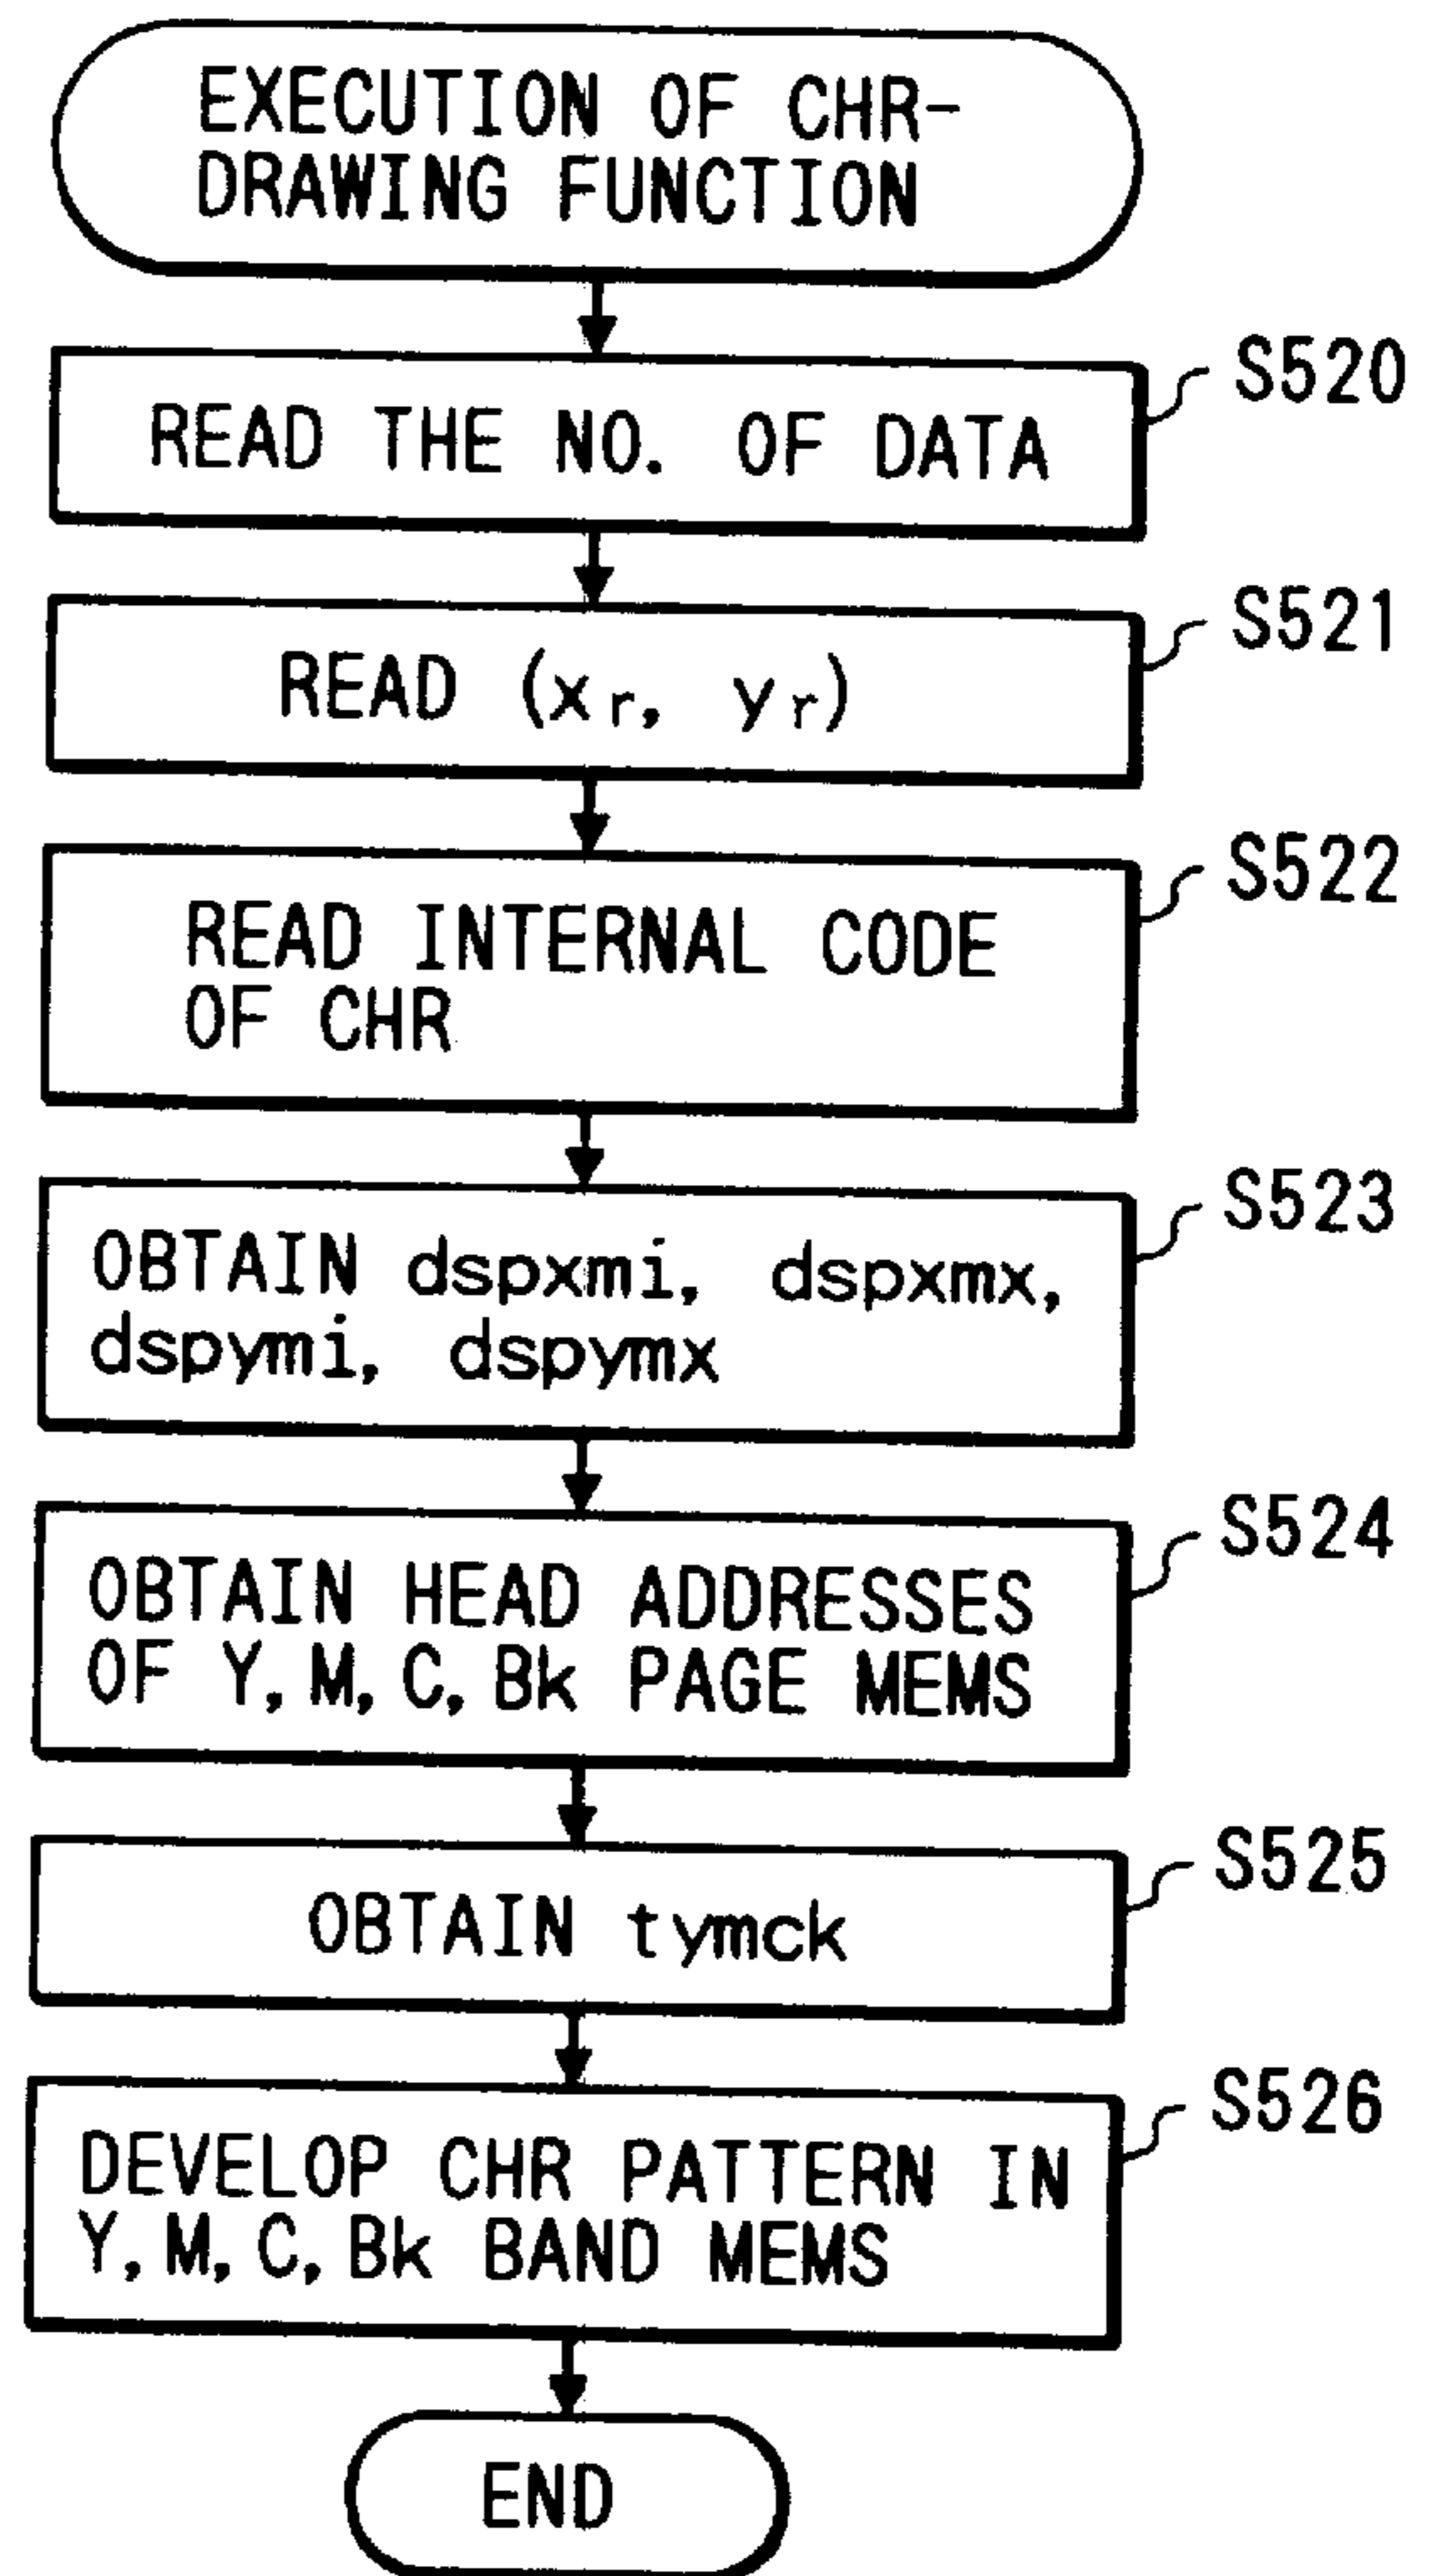 EXECUTION OF CHR-
DRAWING FUNCTION
S520
READ THE NO. OF DATA
S521
READ (xr, yr)
S522
READ INTERNAL CODE
OF CHR
S523
OBTAIN dspxmi, dspxmx,
dspymi, dspymx
S524
OBTAIN HEAD ADDRESSES
OF Y, M, C, Bk PAGE MEMS
S525
OBTAIN tymck
S526
DEVELOP CHR PATTERN IN
Y, M, C, Bk BAND MEMS
END